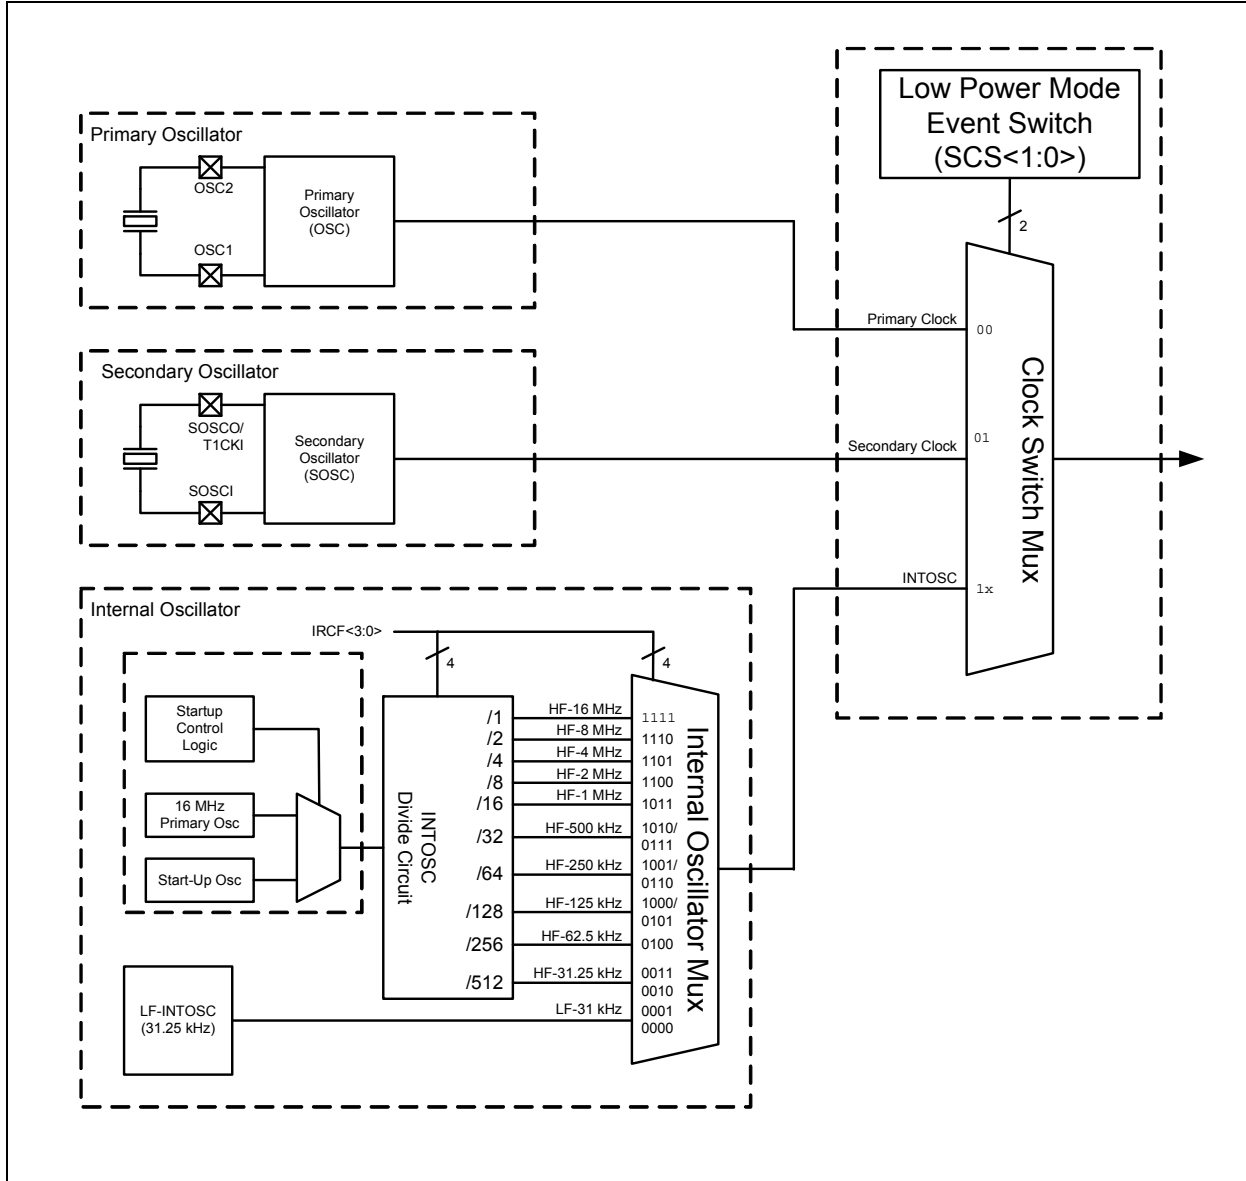 Low Power Mode
Event Switch
(SCS<1:0>)
2
Primary Oscillator
OSC2
Primary
Oscillator
(OSC)
OSC1
Primary Clock
00
Secondary Oscillator
SOSCO/
T1CKI
Secondary
Oscillator
(SOSC)
SOSCI
Secondary Clock
01
Clock Switch Mux
INTOSC
1x
Internal Oscillator
IRCF<3:0>
4
4
Startup
Control
Logic
16 MHz
Primary Osc
Start-Up Osc
INTOSC
Divide Circuit
/1
HF-16 MHz
1111
/2
HF-8 MHz
1110
/4
HF-4 MHz
1101
/8
HF-2 MHz
1100
/16
HF-1 MHz
1011
/32
HF-500 kHz
1010/
0111
/64
HF-250 kHz
1001/
0110
/128
HF-125 kHz
1000/
0101
/256
HF-62.5 kHz
0100
/512
HF-31.25 kHz
0011
0010
LF-31 kHz
0001
0000
Internal Oscillator Mux
LF-INTOSC
(31.25 kHz)